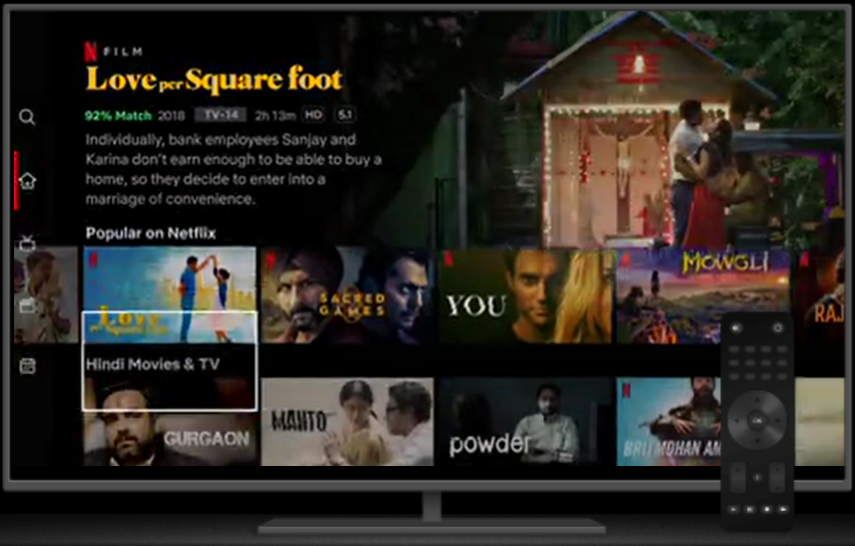 N FILM
Love per Square foot
92% Match 2018 TV-14 2h 13m HD 5.1
Individually, bank employees Sanjay and
Karina don't earn enough to be able to buy a
home, so they decide to enter into a
marriage of convenience.
Popular on Netflix
Love
per Square foot
SACRED
GAMES
YOU
MOWGLI
RAJ
Hindi Movies & TV
GURGAON
MANTO
powder
BRIJ MOHAN AM
OK